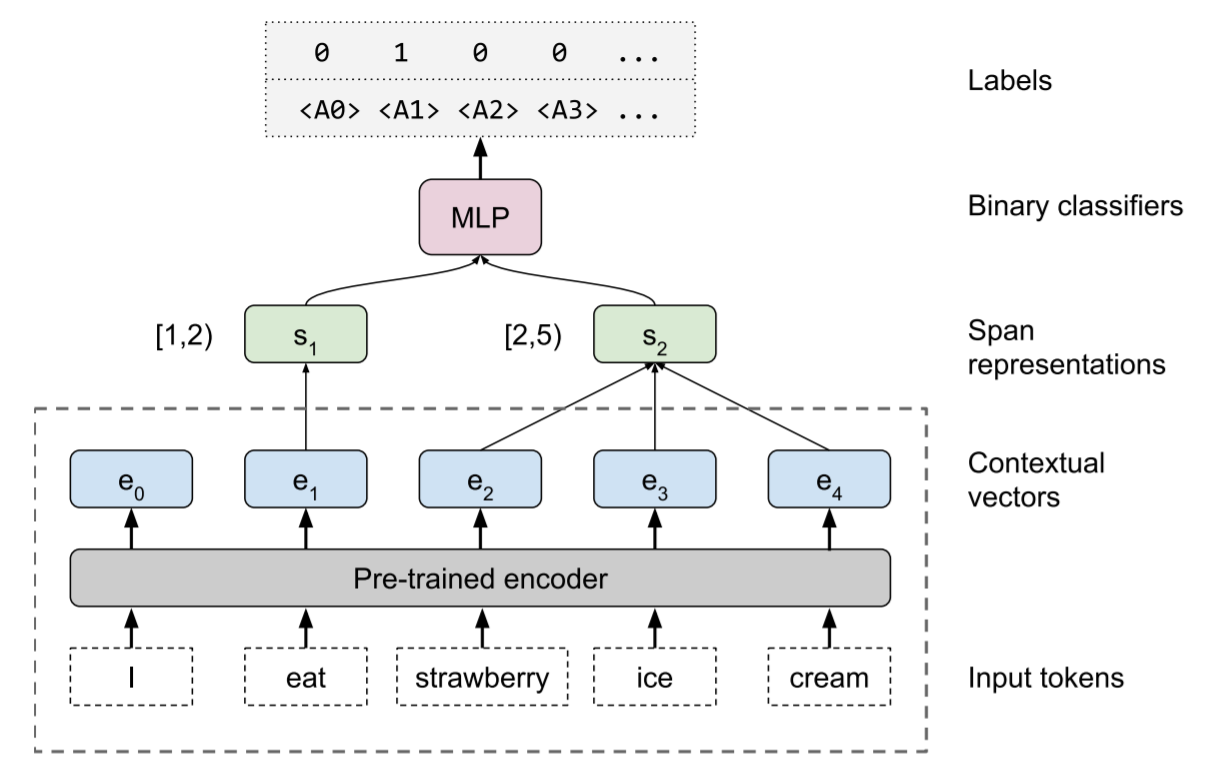 0 1 0 0 ...
Labels
<A0> <A1> <A2> <A3> ...
MLP
Binary classifiers
[1,2) s1 [2,5) s2
Span
representations
e0 e1 e2 e3 e4
Contextual
vectors
Pre-trained encoder
I eat strawberry ice cream
Input tokens